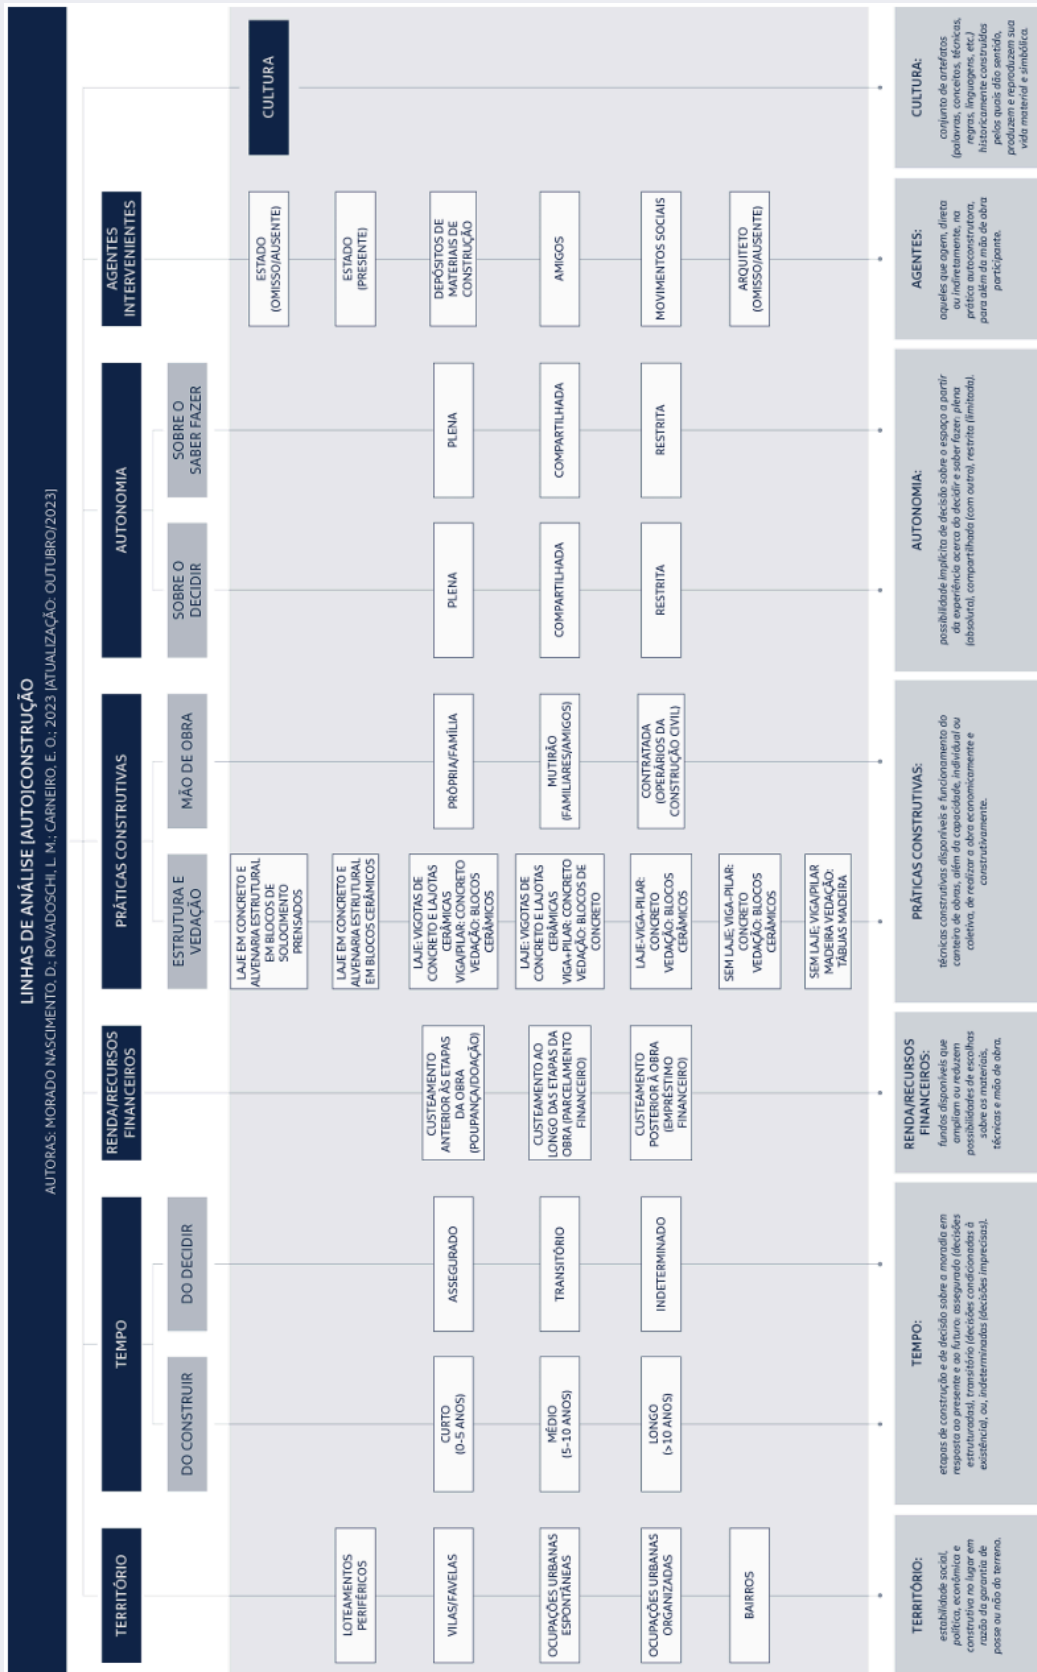 LINHAS DE ANÁLISE [AUTO]CONSTRUÇÃO
AUTORAS: MORADO NASCIMENTO, D.; ROVADOSCHI, L. M.; CARNEIRO, E. O.; 2023 [ATUALIZAÇÃO: OUTUBRO/2023]
TERRITÓRIO
LOTEAMENTOS
PERIFÉRICOS
VILAS/FAVELAS
OCUPAÇÕES URBANAS
ESPONTÂNEAS
OCUPAÇÕES URBANAS
ORGANIZADAS
BAIRROS
TEMPO
DO CONSTRUIR
CURTO
(0-5 ANOS)
MÉDIO
(5-10 ANOS)
LONGO
(>10 ANOS)
DO DECIDIR
ASSEGURADO
TRANSITÓRIO
INDETERMINADO
RENDA/RECURSOS
FINANCEIROS
CUSTEAMENTO
ANTERIOR ÀS ETAPAS
DA OBRA
(POUPANÇA/DOAÇÃO)
CUSTEAMENTO AO
LONGO DAS ETAPAS DA
OBRA (PARCELAMENTO
FINANCEIRO)
CUSTEAMENTO
POSTERIOR À OBRA
(EMPRÉSTIMO
FINANCEIRO)
PRÁTICAS CONSTRUTIVAS
ESTRUTURA E
VEDAÇÃO
LAJE EM CONCRETO E
ALVENARIA ESTRUTURAL
EM BLOCOS DE
SOLOCIMENTO
PRENSADOS
LAJE EM CONCRETO E
ALVENARIA ESTRUTURAL
EM BLOCOS CERÂMICOS
LAJE: VIGOTAS DE
CONCRETO E LAJOTAS
CERÂMICAS
VIGA/PILAR: CONCRETO
VEDAÇÃO: BLOCOS
CERÂMICOS
LAJE: VIGOTAS DE
CONCRETO E LAJOTAS
CERÂMICAS
VIGA+PILAR: CONCRETO
VEDAÇÃO: BLOCOS DE
CONCRETO
LAJE-VIGA-PILAR:
CONCRETO
VEDAÇÃO: BLOCOS
CERÂMICOS
SEM LAJE; VIGA-PILAR:
CONCRETO
VEDAÇÃO: BLOCOS
CERÂMICOS
SEM LAJE; VIGA/PILAR
MADEIRA VEDAÇÃO:
TÁBUAS MADEIRA
MÃO DE OBRA
PRÓPRIA/FAMÍLIA
MUTIRÃO
(FAMILIARES/AMIGOS)
CONTRATADA
(OPERÁRIOS DA
CONSTRUÇÃO CIVIL)
AUTONOMIA
SOBRE O
DECIDIR
PLENA
COMPARTILHADA
RESTRITA
SOBRE O
SABER FAZER
PLENA
COMPARTILHADA
RESTRITA
AGENTES
INTERVENIENTES
ESTADO
(OMISSO/AUSENTE)
ESTADO
(PRESENTE)
DEPÓSITOS DE
MATERIAIS DE
CONSTRUÇÃO
AMIGOS
MOVIMENTOS SOCIAIS
ARQUITETO
(OMISSO/AUSENTE)
CULTURA
TERRITÓRIO:
estabilidade social,
política, econômica e
construtiva no lugar em
razão da garantia de
posse ou não do terreno.
TEMPO:
etapas de construção e de decisão sobre a moradia em
resposta ao presente e ao futuro: assegurado (decisões
estruturadas), transitório (decisões condicionadas à
existência), ou, indeterminadas (decisões imprecisas).
RENDA/RECURSOS
FINANCEIROS:
fundos disponíveis que
ampliam ou reduzem
possibilidades de escolhas
sobre os materiais,
técnicas e mão de obra.
PRÁTICAS CONSTRUTIVAS:
técnicas construtivas disponíveis e funcionamento do
canteiro de obras, além da capacidade, individual ou
coletiva, de realizar a obra economicamente e
construtivamente.
AUTONOMIA:
possibilidade implícita de decisão sobre o espaço a partir
da experiência acerca do decidir e saber fazer: plena
(absoluta), compartilhada (com outro), restrita (limitada).
AGENTES:
aqueles que agem, direta
ou indiretamente, na
prática autoconstrutora,
para além da mão de obra
participante.
CULTURA:
conjunto de artefatos
(palavras, conceitos, técnicas,
regras, linguagens, etc.)
historicamente construídos
pelos quais dão sentido,
produzem e reproduzem sua
vida material e simbólica.